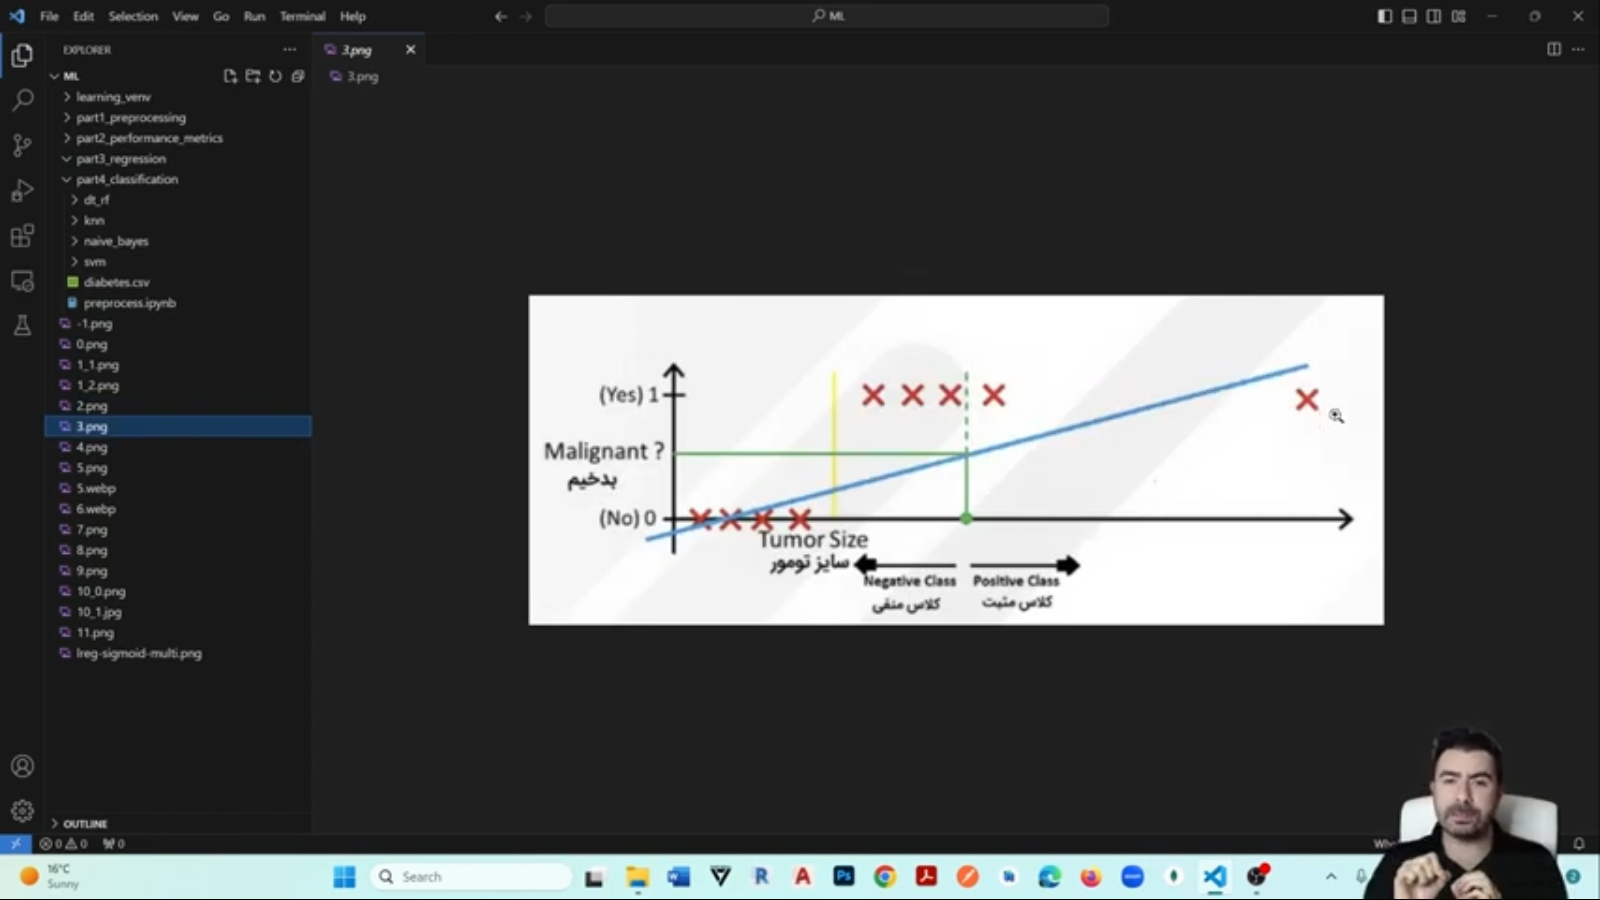 File Edit Selection View Go Run Terminal Help
ML
EXPLORER
3.png
ML
3.png
learning_venv
part1_preprocessing
part2_performance_metrics
part3_regression
part4_classification
dt_rf
knn
naive_bayes
svm
diabetes.csv
preprocess.ipynb
-1.png
0.png
1_1.png
1_2.png
2.png
3.png
4.png
5.png
5.webp
6.webp
7.png
8.png
9.png
10_0.png
10_1.jpg
11.png
lreg-sigmoid-multi.png
(Yes) 1
Malignant ?
بدخیم
(No) 0
Tumor Size
سایز تومور
Negative Class Positive Class
کلاس منفی
کلاس مثبت
OUTLINE
0 0 0
16°C
Sunny
Search
Ps
2